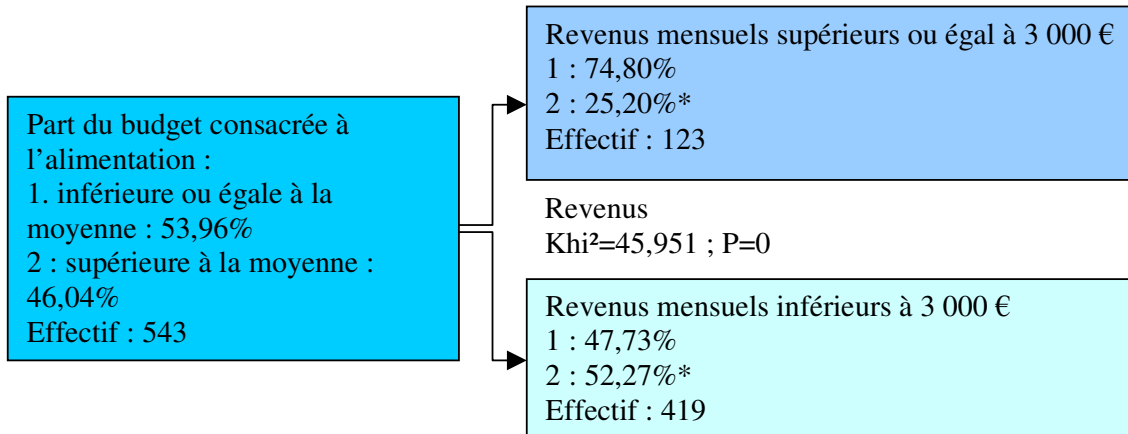 Part du budget consacrée à
l'alimentation :
1. inférieure ou égale à la
moyenne : 53,96%
2 : supérieure à la moyenne :
46,04%
Effectif : 543
Revenus mensuels supérieurs ou égal à 3 000 €
1 : 74,80%
2 : 25,20%*
Effectif : 123
Revenus
Khi²=45,951 ; P=0
Revenus mensuels inférieurs à 3 000 €
1 : 47,73%
2 : 52,27%*
Effectif : 419